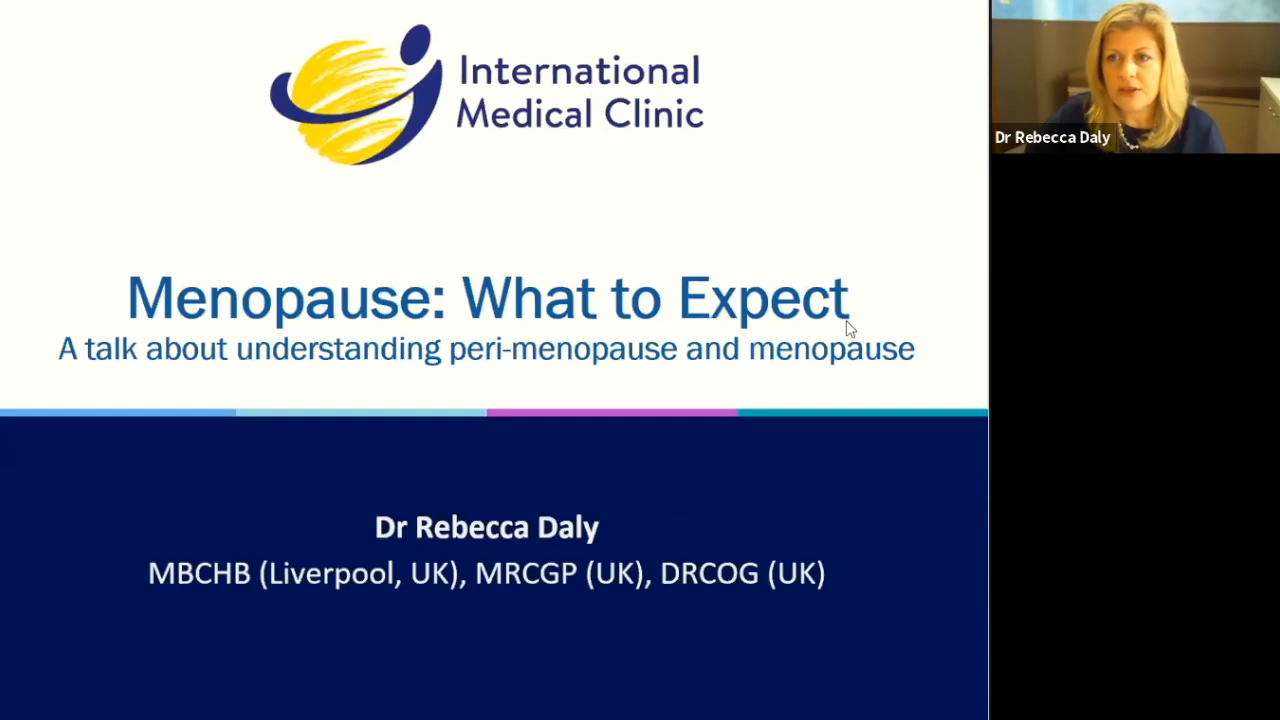 International
Medical Clinic
Menopause: What to Expect
A talk about understanding peri-menopause and menopause
Dr Rebecca Daly
MBCHB (Liverpool, UK), MRCGP (UK), DRCOG (UK)
Dr Rebecca Daly